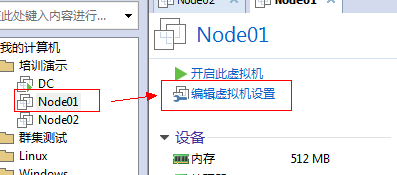 此处键入内容进行...
Node02
Node01
我的计算机
培训演示
DC
Node01
Node02
群集测试
Linux
Windows
Node01
开启此虚拟机
编辑虚拟机设置
设备
内存
512 MB